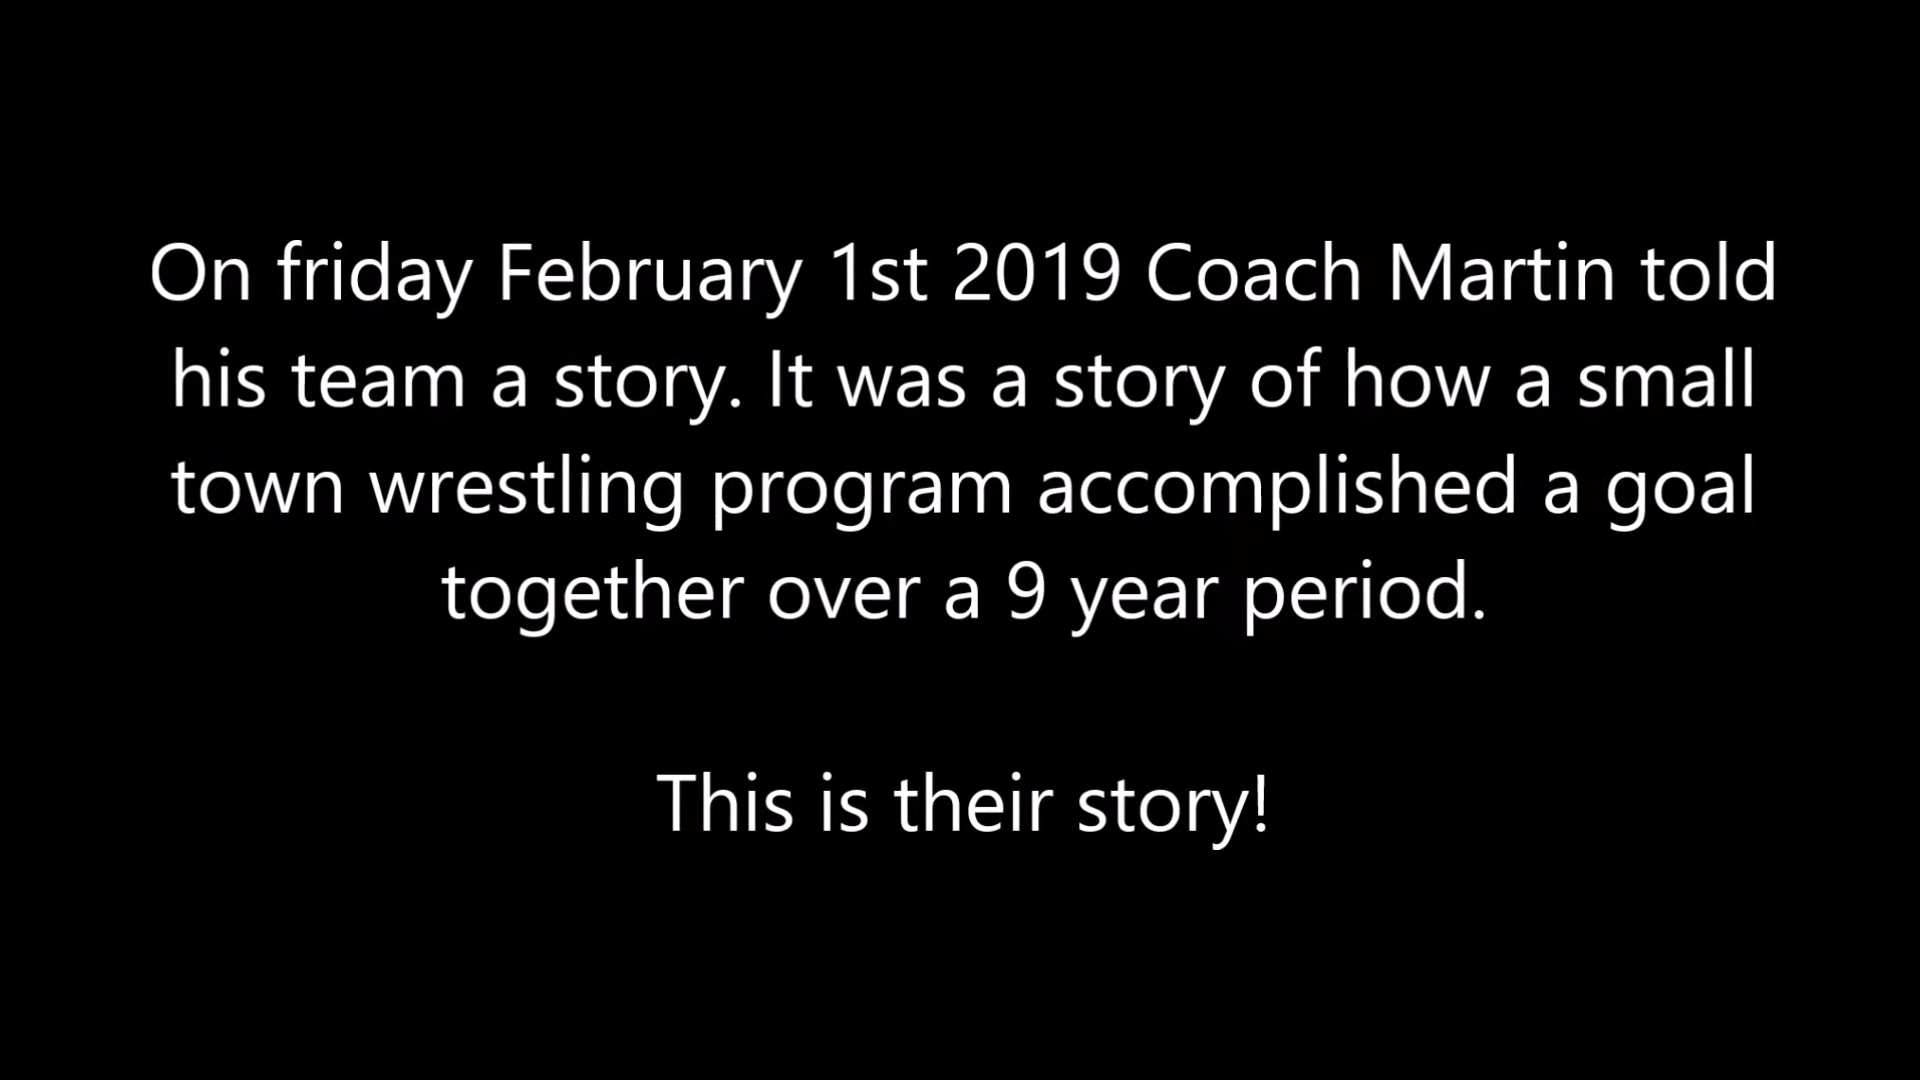 On friday February 1st 2019 Coach Martin told
his team a story. It was a story of how a small
town wrestling program accomplished a goal
together over a 9 year period.
This is their story!